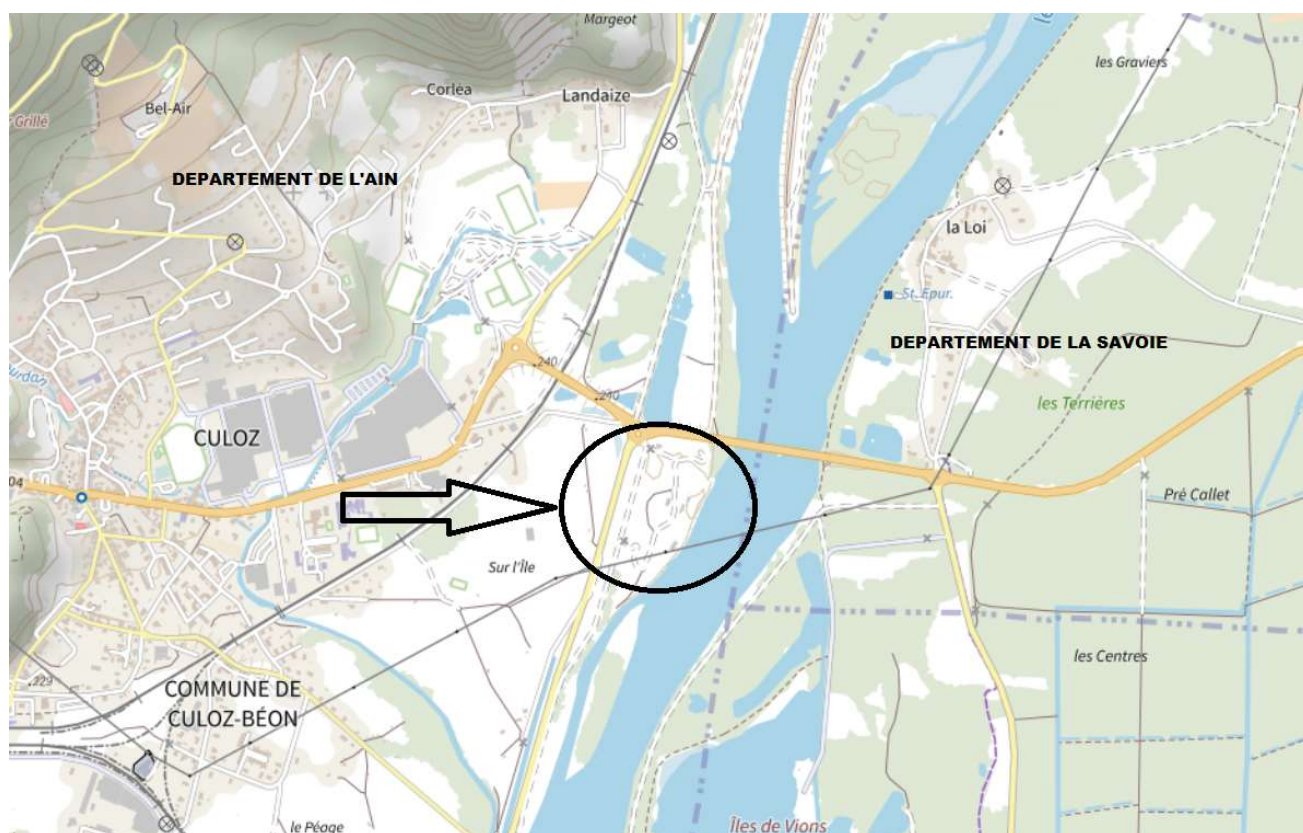 Margeot
les Graviers
Corléa
Landaize
Bel-Air
Grillé
DEPARTEMENT DE L'AIN
la Loi
St. Epur.
DEPARTEMENT DE LA SAVOIE
.240
.240
les Terrières
CULOZ
Pré Callet
Sur l'Île
les Centres
.229
COMMUNE DE
CULOZ-BÉON
le Péage
Îles de Vions